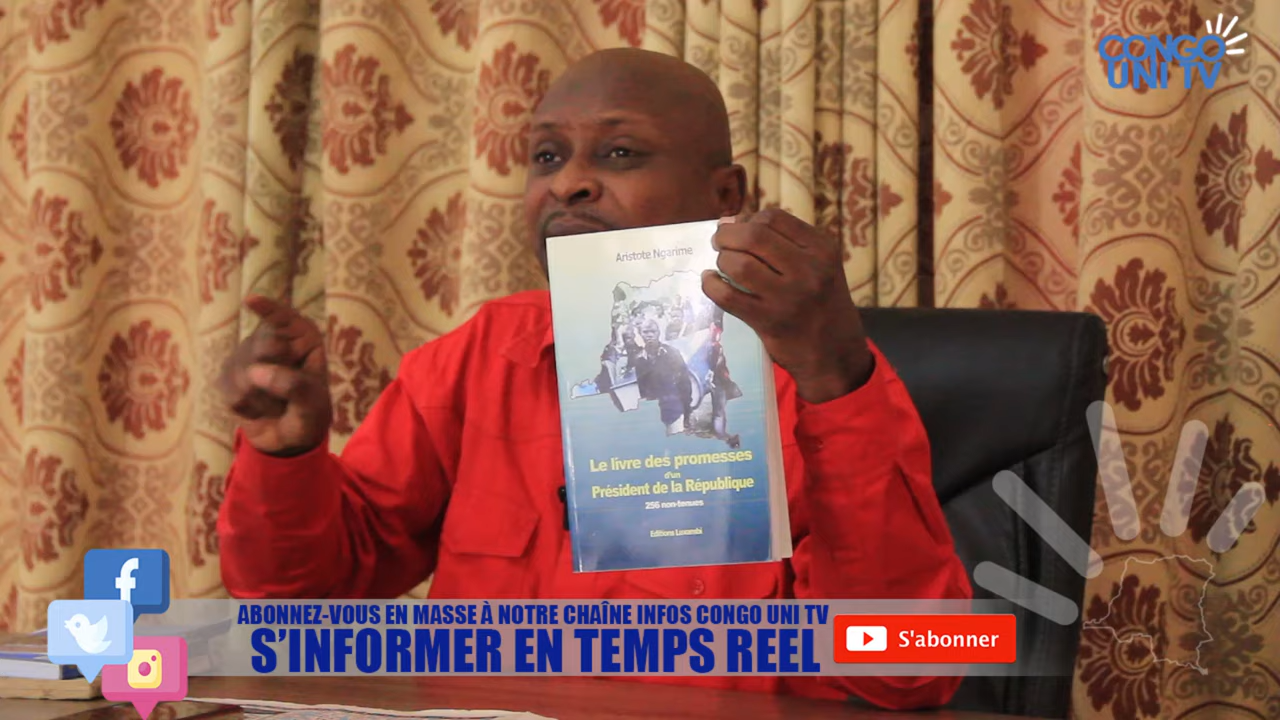 CONGO
UNI TV
Aristote Ngarime
Le livre des promesses
d'un
Président de la République
256 non-tenues
Editions
ABONNEZ-VOUS EN MASSE À NOTRE CHAÎNE INFOS CONGO UNI TV
S'INFORMER EN TEMPS REEL
S'abonner